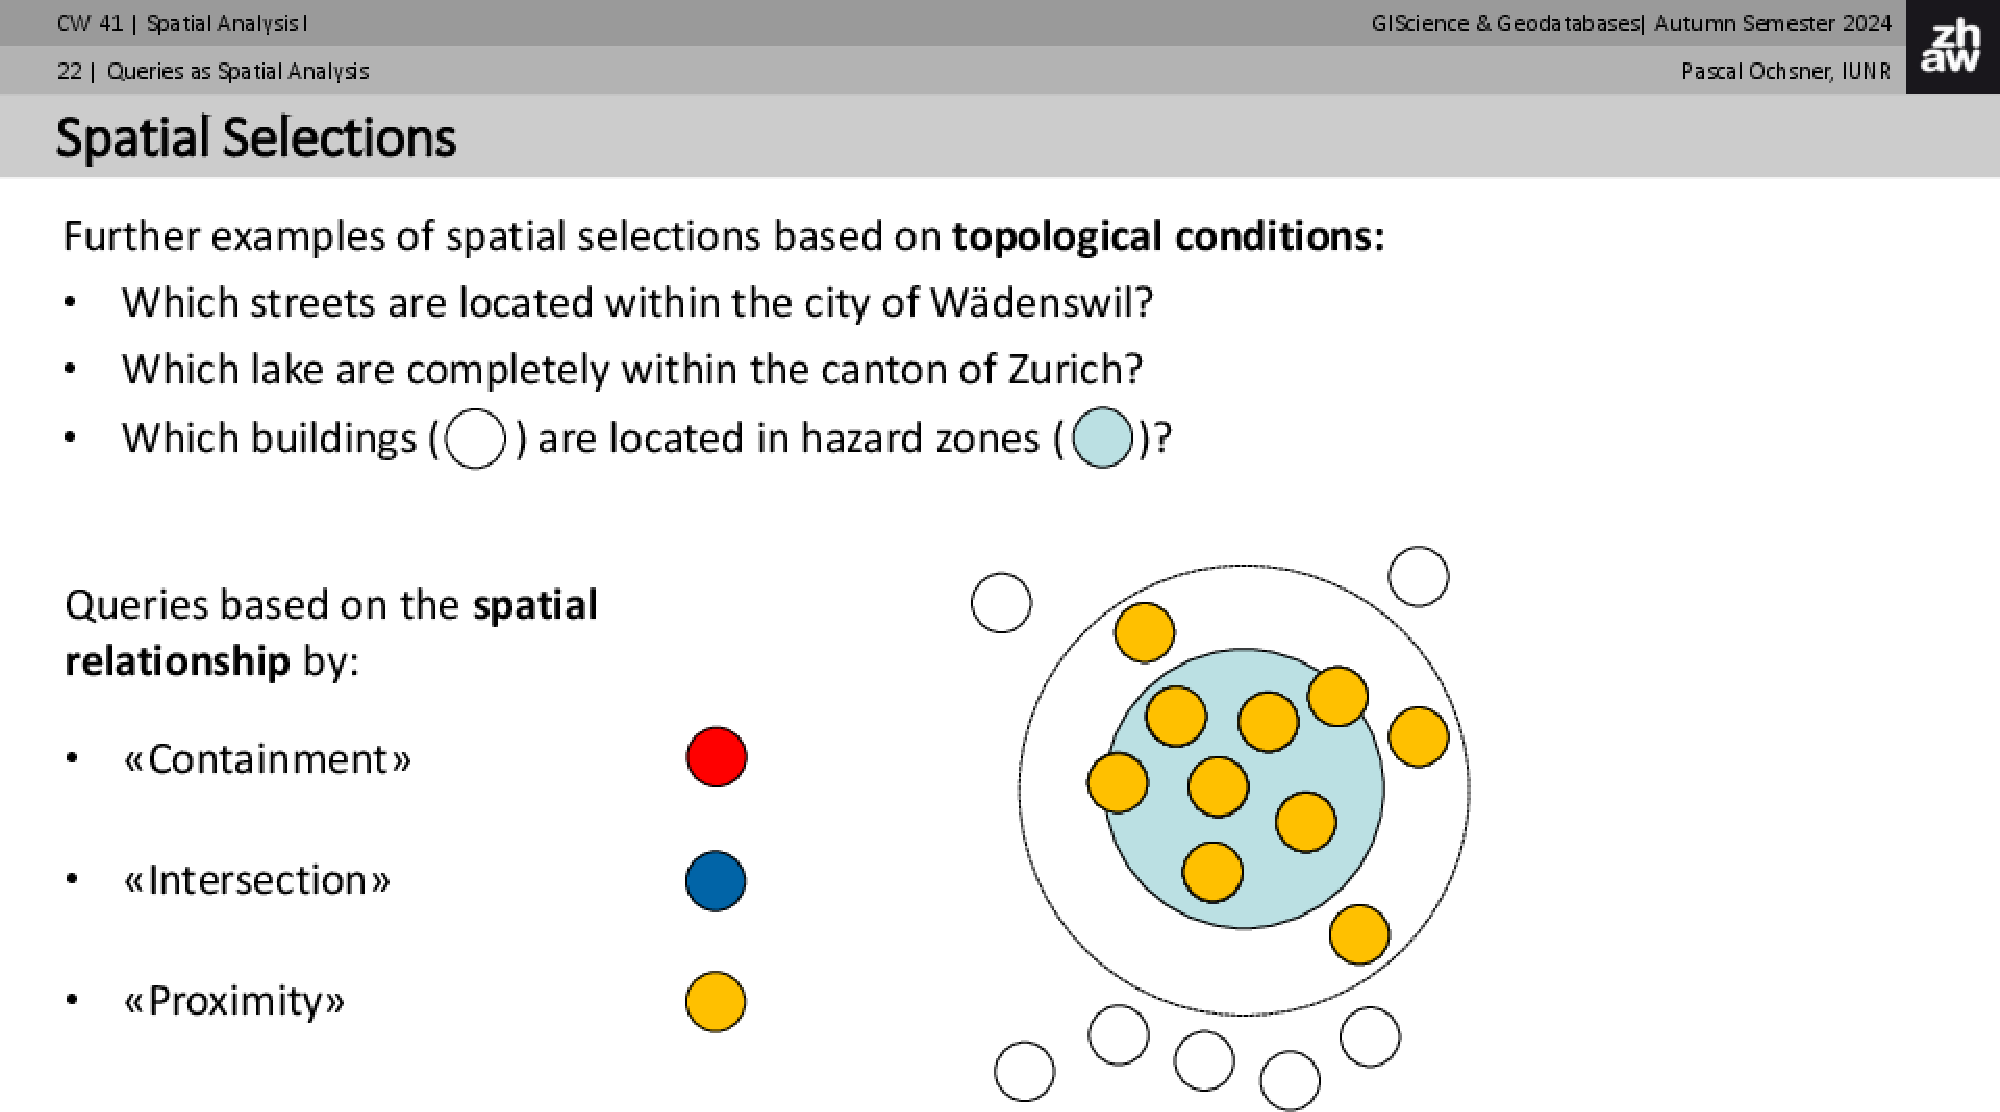 CW 41 | Spatial Analysis I
GIScience & Geodatabases| Autumn Semester 2024
zh
aw
22 | Queries as Spatial Analysis
Pascal Ochsner, IUNR
Spatial Selections
Further examples of spatial selections based on topological conditions:
• Which streets are located within the city of Wädenswil?
• Which lake are completely within the canton of Zurich?
• Which buildings ( ) are located in hazard zones ( )?
Queries based on the spatial
relationship by:
• «Containment»
• «Intersection»
• «Proximity»